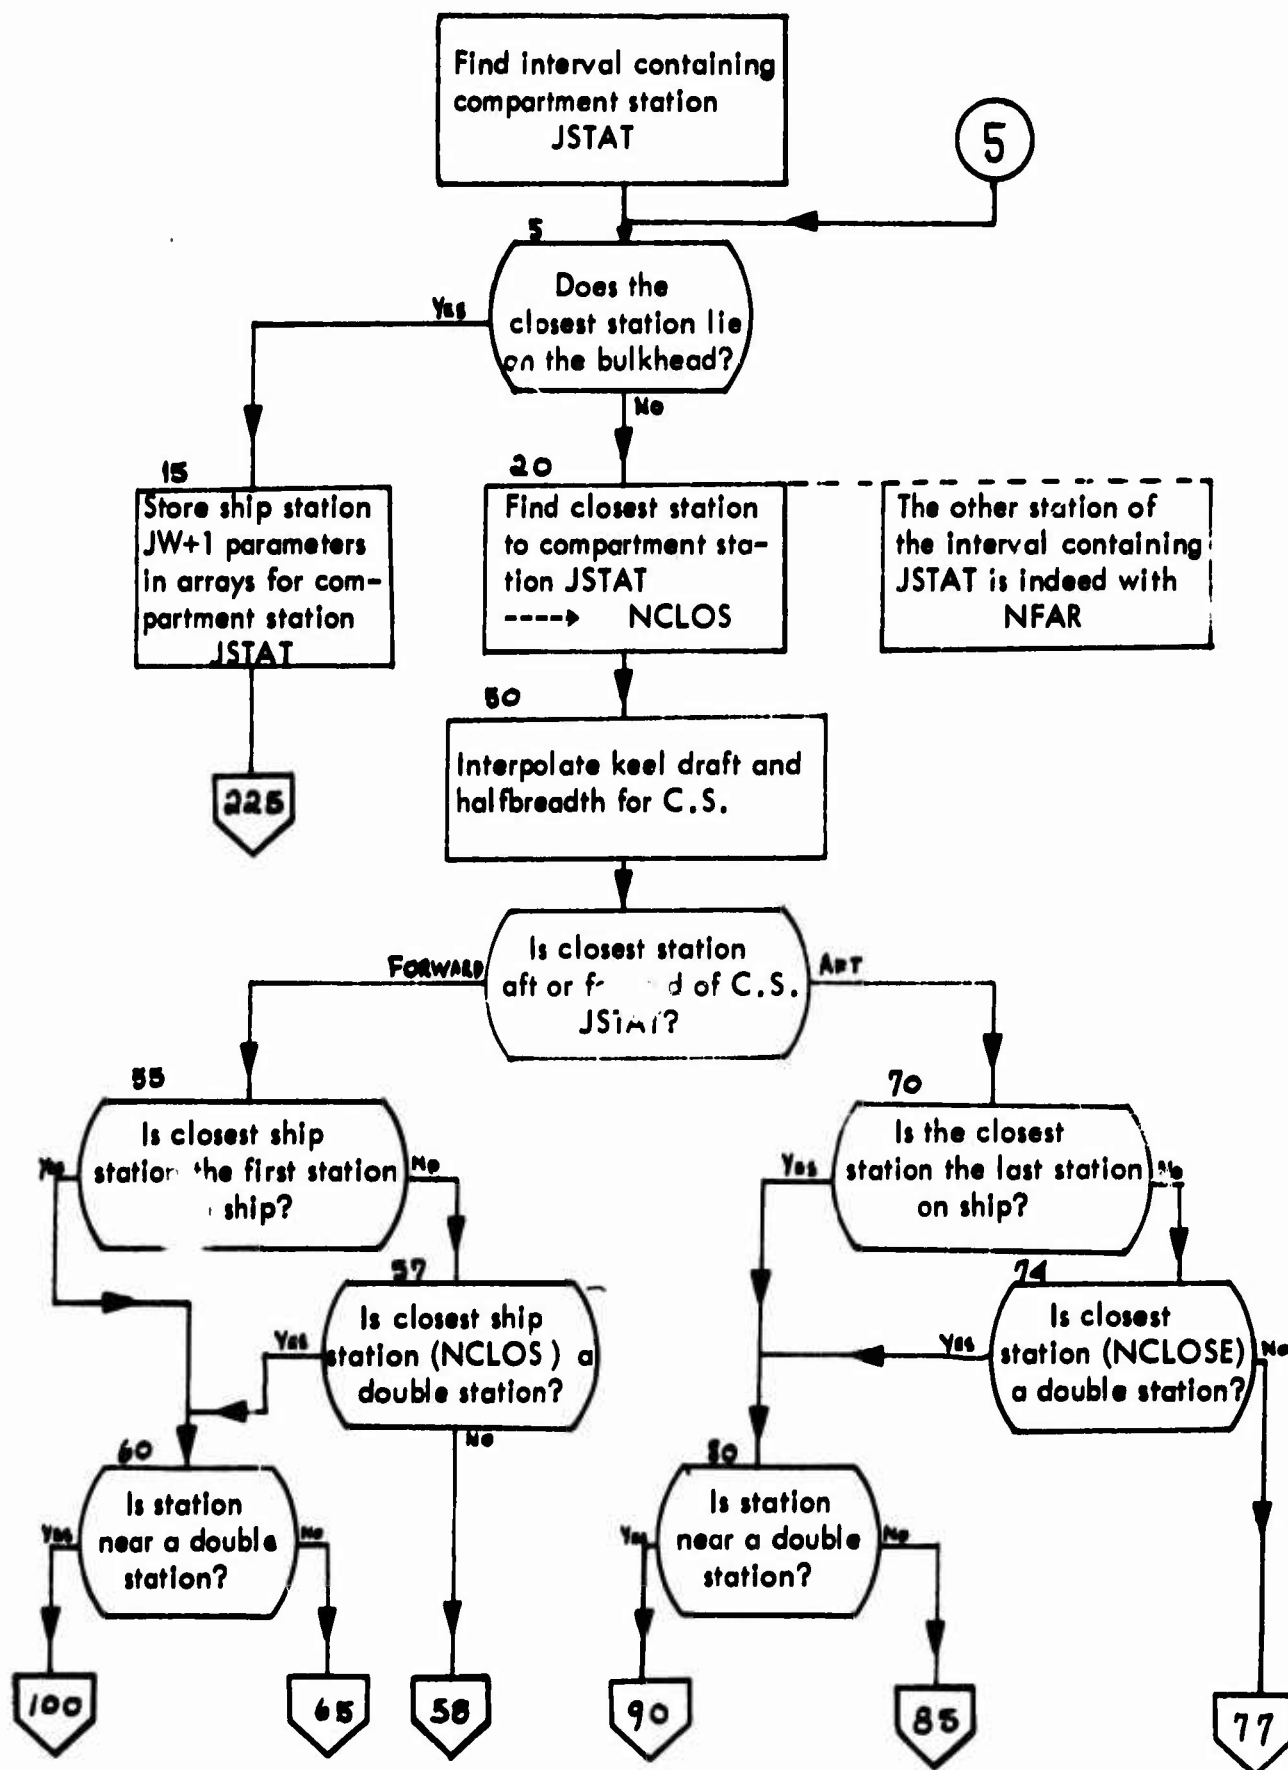 Find interval containing
compartment station
JSTAT
5
5
Does the
closest station lie
on the bulkhead?
Yes
No
15
Store ship station
JW+1 parameters
in arrays for com-
partment station
JSTAT
20
Find closest station
to compartment sta-
tion JSTAT
----> NCLOS
The other station of
the interval containing
JSTAT is indeed with
NFAR
225
50
Interpolate keel draft and
halfbreadth for C.S.
Is closest station
aft or d of C.S.
JSTAT?
FORWARD
AFT
55
Is closest ship
station the first station
ship?
Yes
No
70
Is the closest
station the last station
on ship?
Yes
No
57
Is closest ship
station (NCLOS) a
double station?
Yes
No
74
Is closest
station (NCLOSE)
a double station?
Yes
No
60
Is station
near a double
station?
Yes
No
80
Is station
near a double
station?
Yes
No
100
65
58
90
85
77